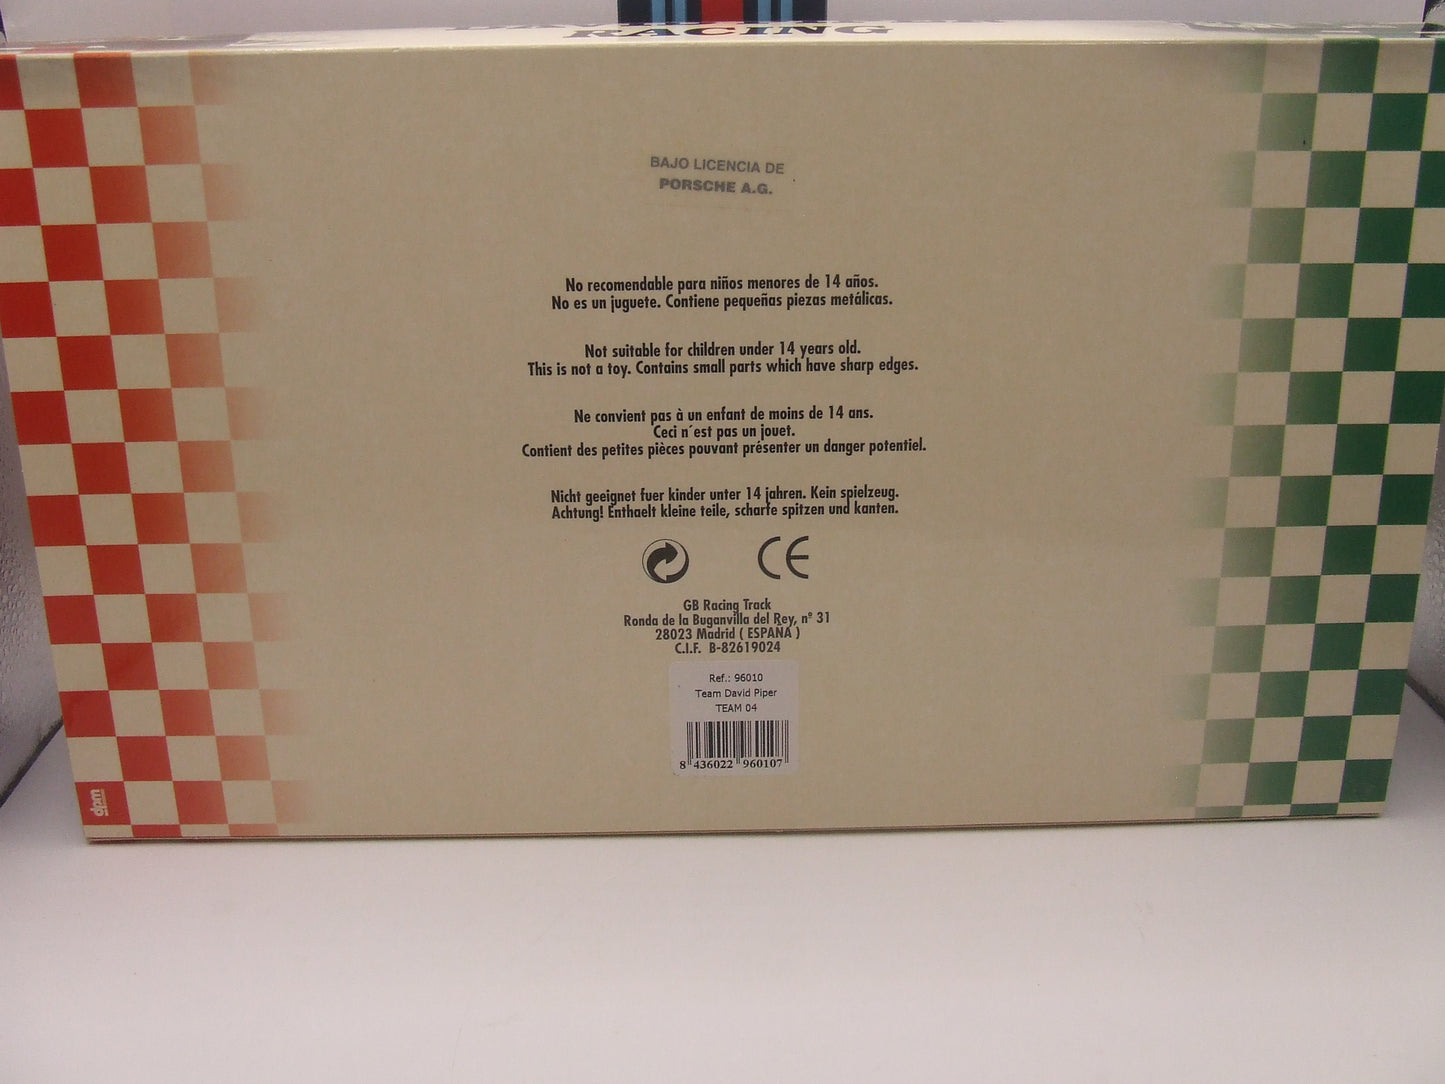 RACING
BAJO LICENCIA DE
PORSCHE A.G.
No recomendable para niños menores de 14 años.
No es un juguete. Contiene pequeñas piezas metálicas.
Not suitable for children under 14 years old.
This is not a toy. Contains small parts which have sharp edges.
Ne convient pas à un enfant de moins de 14 ans.
Ceci n´est pas un jouet.
Contient des petites pièces pouvant présenter un danger potentiel.
Nicht geeignet fuer kinder unter 14 jahren. Kein spielzeug.
Achtung! Enthaelt kleine teile, scharfe spitzen und kanten.
CE
GB Racing Track
Ronda de la Buganvilla del Rey, nº 31
28023 Madrid ( ESPAÑA )
C.I.F. B-82619024
Ref.: 96010
Team David Piper
TEAM 04
8 436022 960107
dpm